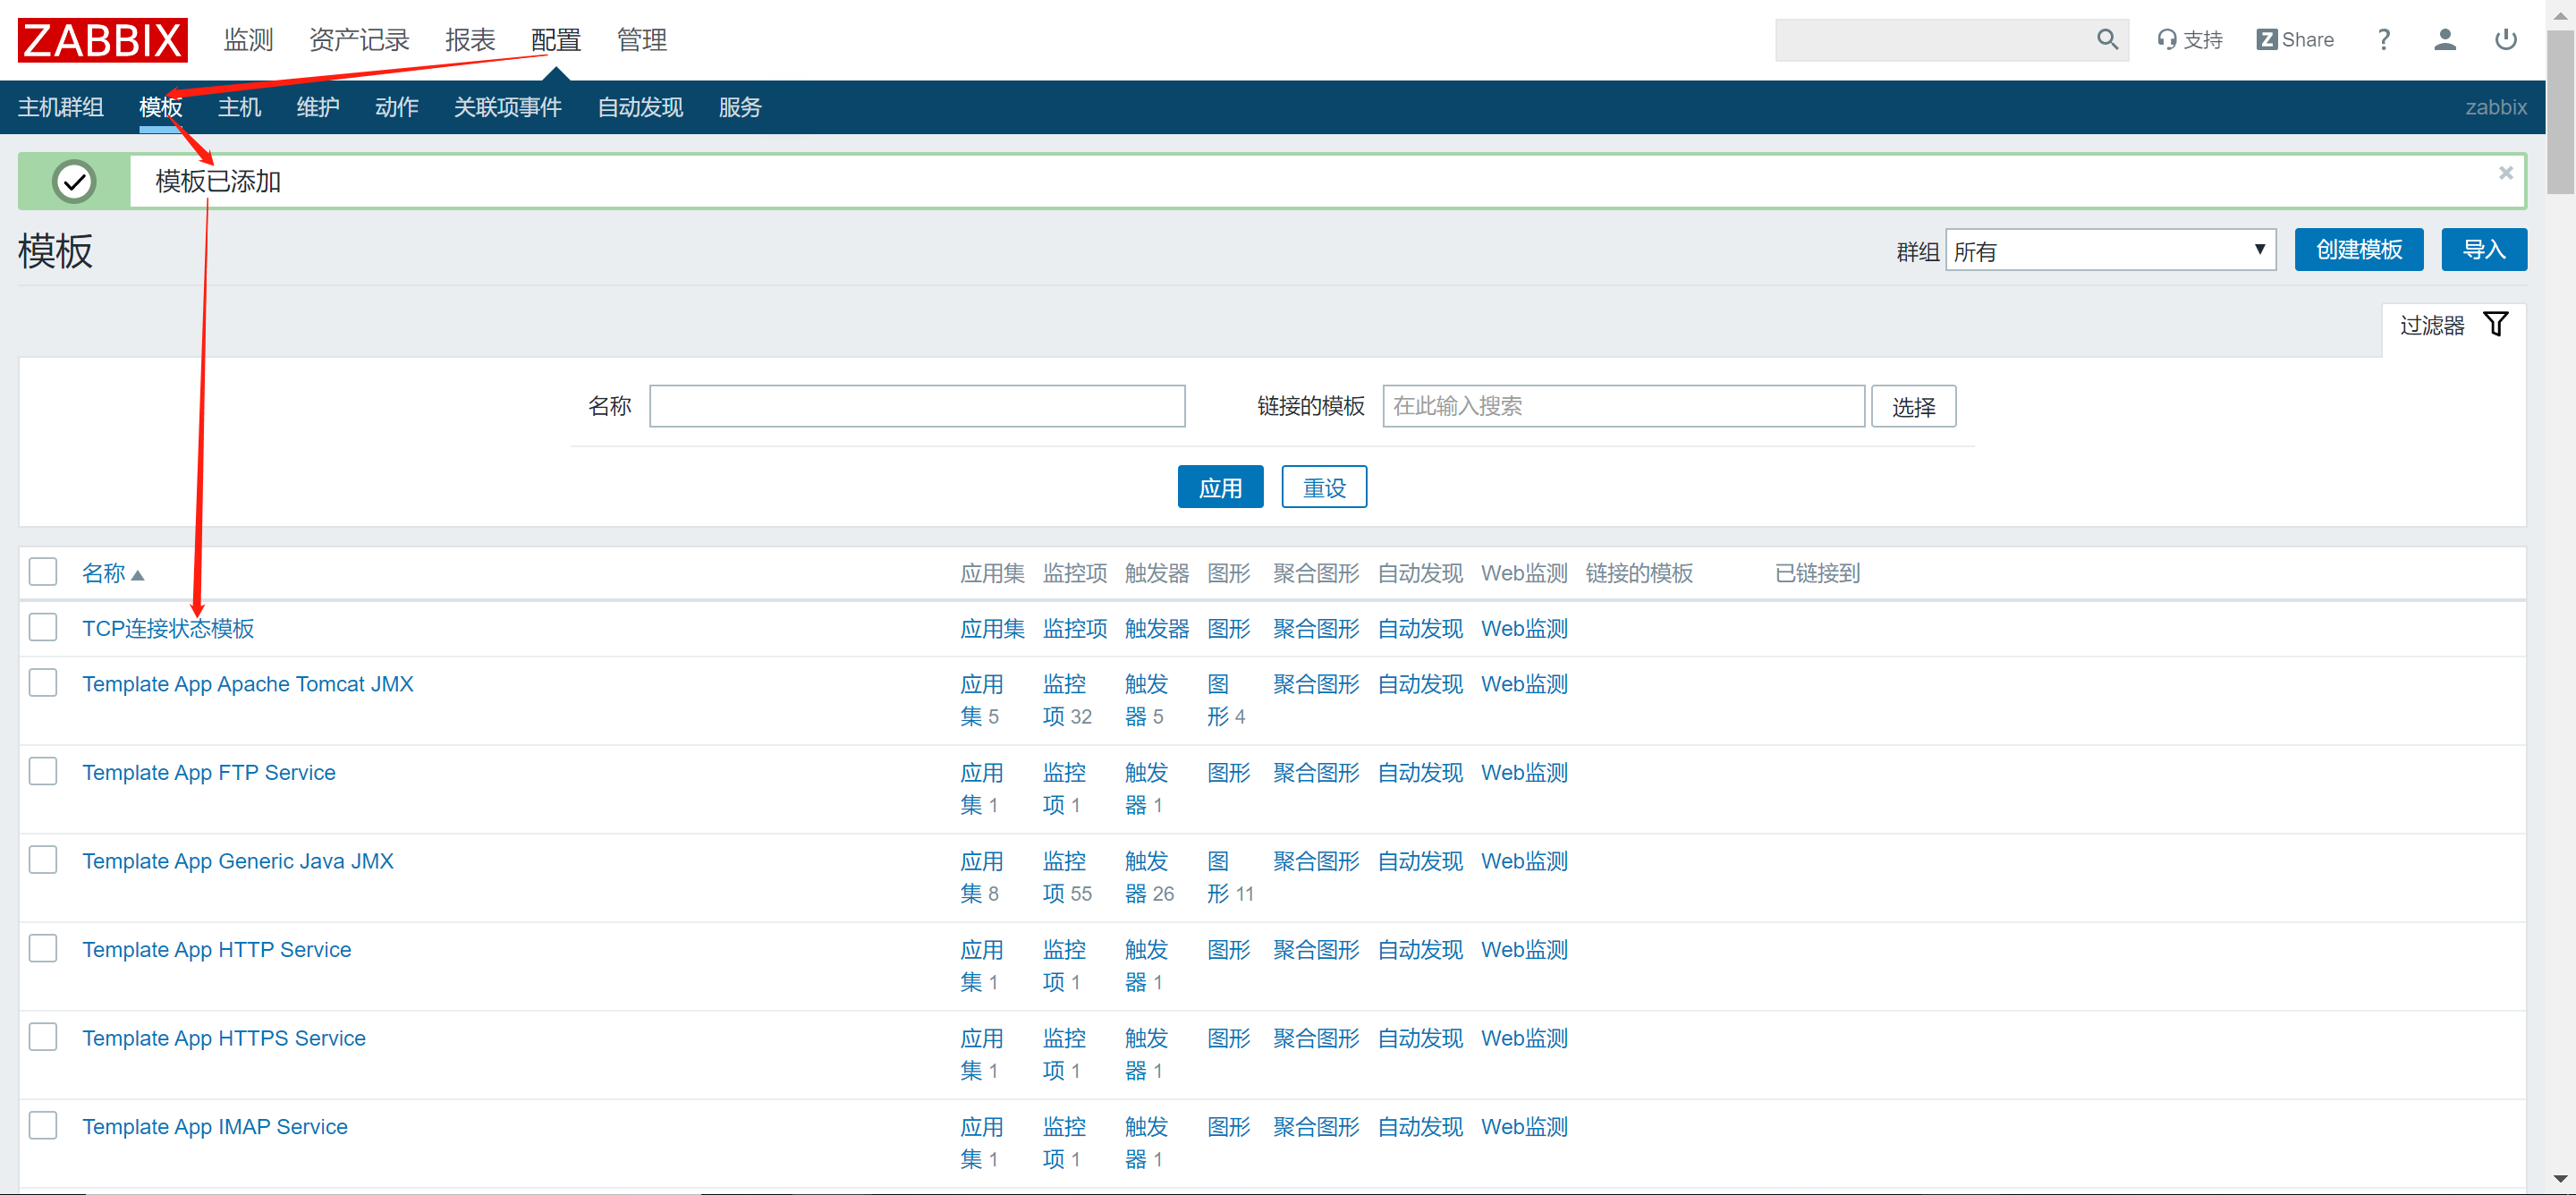 ZABBIX 监测 资产记录 报表 配置 管理 支持 Z Share ?
主机群组 模板 主机 维护 动作 关联项事件 自动发现 服务 zabbix
模板已添加
模板 群组 所有 创建模板 导入
过滤器
名称 链接的模板 在此输入搜索 选择
应用 重设
名称 应用集 监控项 触发器 图形 聚合图形 自动发现 Web监测 链接的模板 已链接到
TCP连接状态模板 应用集 监控项 触发器 图形 聚合图形 自动发现 Web监测
Template App Apache Tomcat JMX 应用 监控 触发 图 聚合图形 自动发现 Web监测
集 5 项 32 器 5 形 4
Template App FTP Service 应用 监控 触发 图形 聚合图形 自动发现 Web监测
集 1 项 1 器 1
Template App Generic Java JMX 应用 监控 触发 图 聚合图形 自动发现 Web监测
集 8 项 55 器 26 形 11
Template App HTTP Service 应用 监控 触发 图形 聚合图形 自动发现 Web监测
集 1 项 1 器 1
Template App HTTPS Service 应用 监控 触发 图形 聚合图形 自动发现 Web监测
集 1 项 1 器 1
Template App IMAP Service 应用 监控 触发 图形 聚合图形 自动发现 Web监测
集 1 项 1 器 1